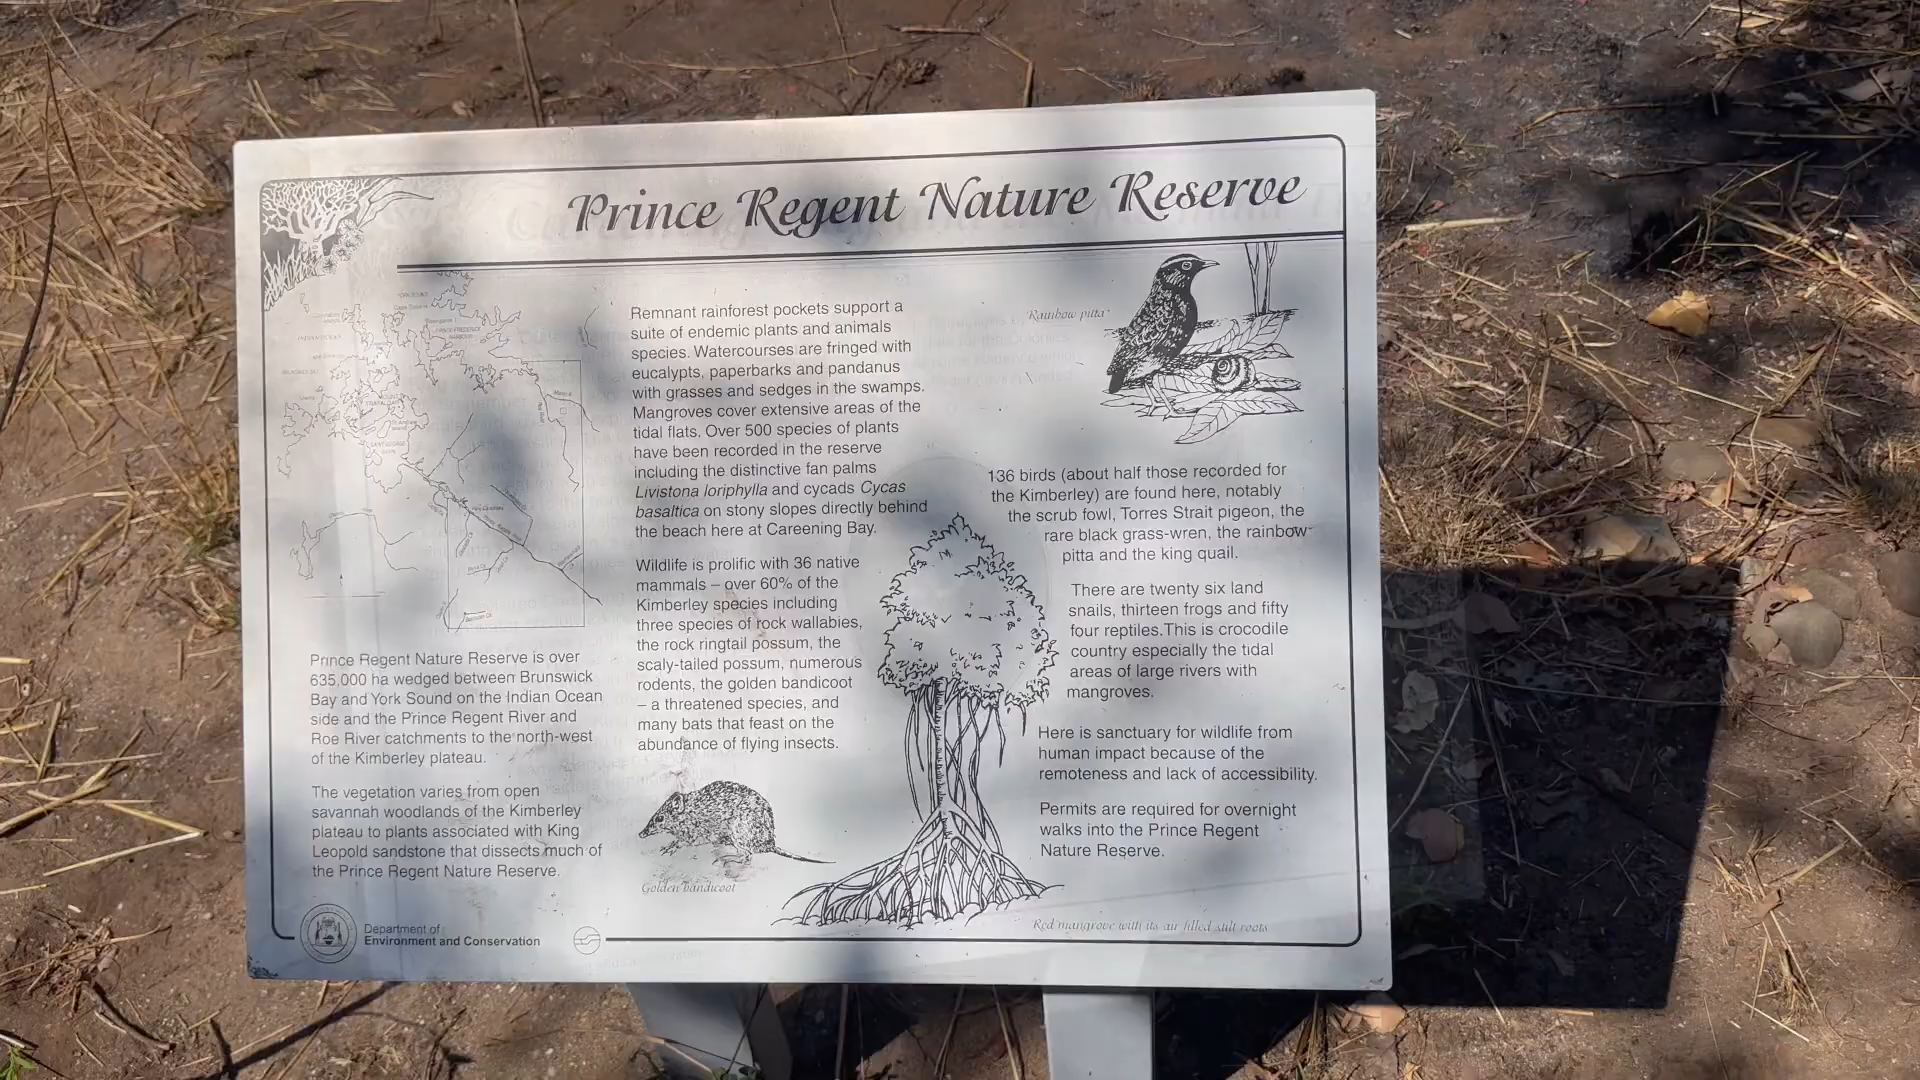 Prince Regent Nature Reserve
Prince Regent Nature Reserve is over
635,000 ha wedged between Brunswick
Bay and York Sound on the Indian Ocean
side and the Prince Regent River and
Roe River catchments to the north-west
of the Kimberley plateau.
The vegetation varies from open
savannah woodlands of the Kimberley
plateau to plants associated with King
Leopold sandstone that dissects much of
the Prince Regent Nature Reserve.
Remnant rainforest pockets support a
suite of endemic plants and animals
species. Watercourses are fringed with
eucalypts, paperbarks and pandanus
with grasses and sedges in the swamps.
Mangroves cover extensive areas of the
tidal flats. Over 500 species of plants
have been recorded in the reserve
including the distinctive fan palms
Livistona loriphylla and cycads Cycas
basaltica on stony slopes directly behind
the beach here at Careening Bay.
Wildlife is prolific with 36 native
mammals – over 60% of the
Kimberley species including
three species of rock wallabies,
the rock ringtail possum, the
scaly-tailed possum, numerous
rodents, the golden bandicoot
– a threatened species, and
many bats that feast on the
abundance of flying insects.
Golden bandicoot
Rainbow pitta
136 birds (about half those recorded for
the Kimberley) are found here, notably
the scrub fowl, Torres Strait pigeon, the
rare black grass-wren, the rainbow
pitta and the king quail.
There are twenty six land
snails, thirteen frogs and fifty
four reptiles.This is crocodile
country especially the tidal
areas of large rivers with
mangroves.
Here is sanctuary for wildlife from
human impact because of the
remoteness and lack of accessibility.
Permits are required for overnight
walks into the Prince Regent
Nature Reserve.
Red mangrove with its air filled stilt roots
Department of
Environment and Conservation